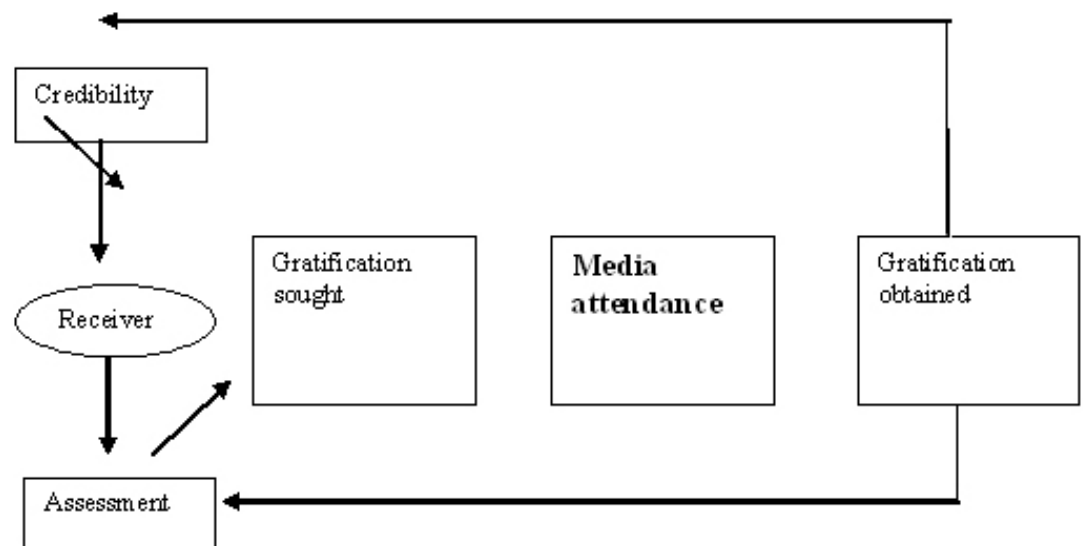 Credibility
Gratification
sought
Media
attendance
Gratification
obtained
Receiver
Assessment